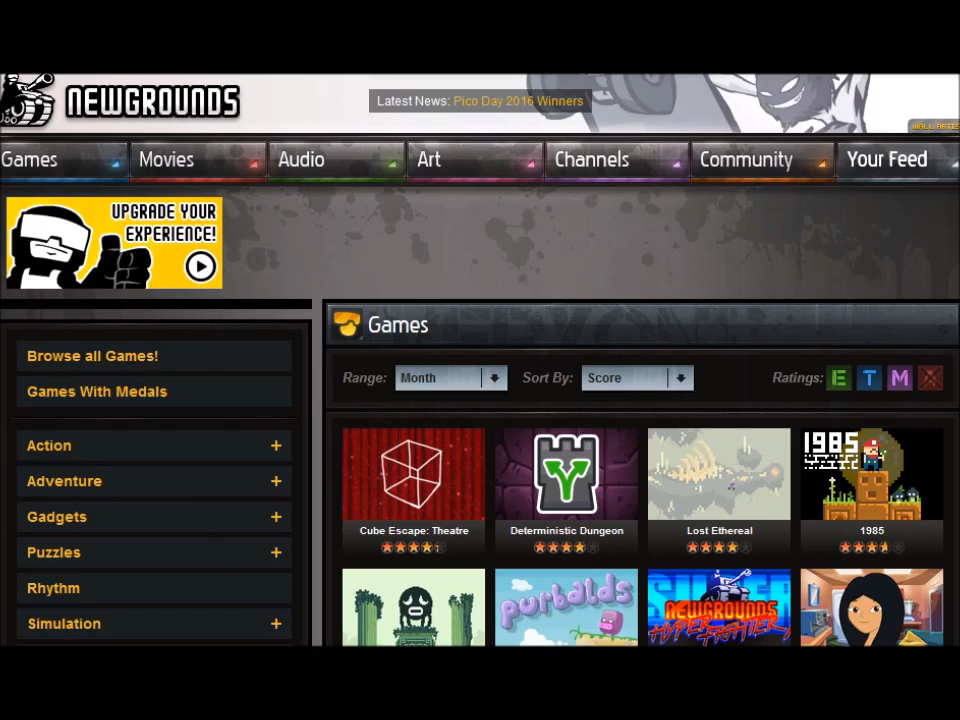 NEWGROUNDS
Latest News: Pico Day 2016 Winners
Games
Movies
Audio
Art
Channels
Community
Your Feed
UPGRADE YOUR
EXPERIENCE!
Browse all Games!
Games With Medals
Action +
Adventure +
Gadgets +
Puzzles +
Rhythm
Simulation +
Games
Range: Month
Sort By: Score
Ratings: E T M
Cube Escape: Theatre
Deterministic Dungeon
Lost Ethereal
1985
1985
purbalds
SUPER
NEWGROUNDS
HYPER FIGHTER